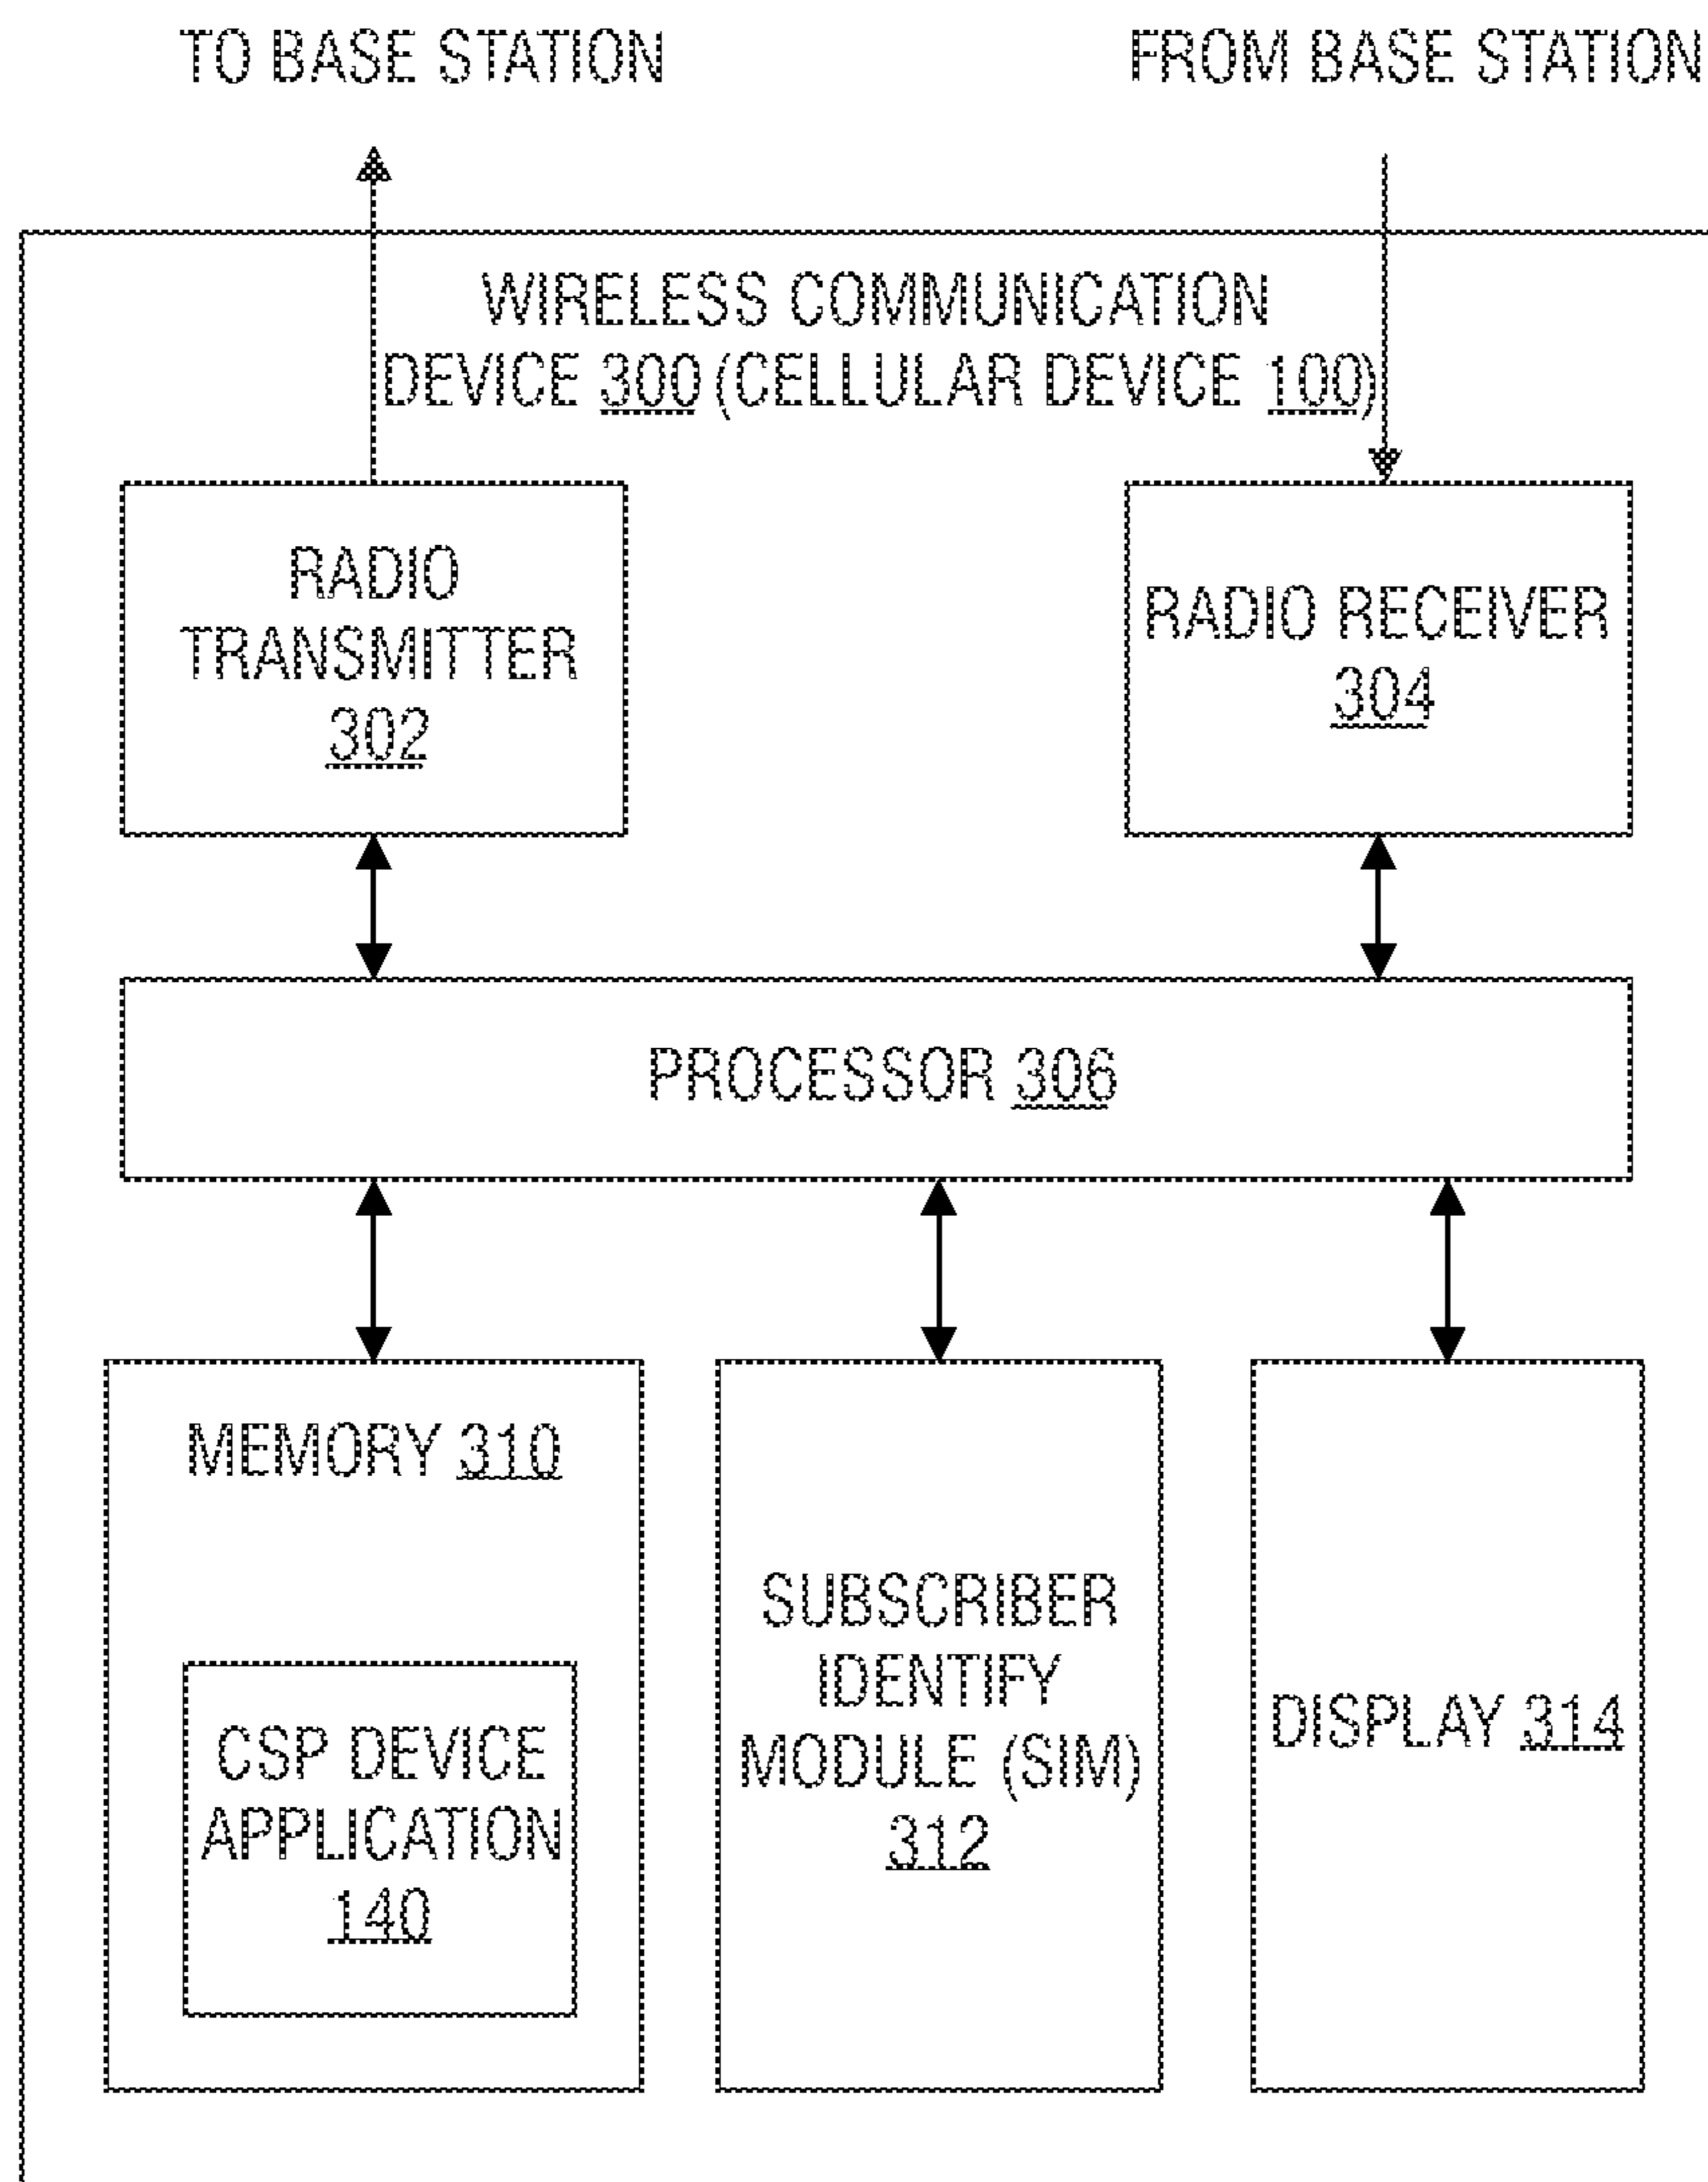 TO BASE STATION
FROM BASE STATION
WIRELESS COMMUNICATION
DEVICE 300 (CELLULAR DEVICE 100)
RADIO
TRANSMITTER
302
RADIO RECEIVER
304
PROCESSOR 306
MEMORY 310
CSP DEVICE
APPLICATION
140
SUBSCRIBER
IDENTIFY
MODULE (SIM)
312
DISPLAY 314